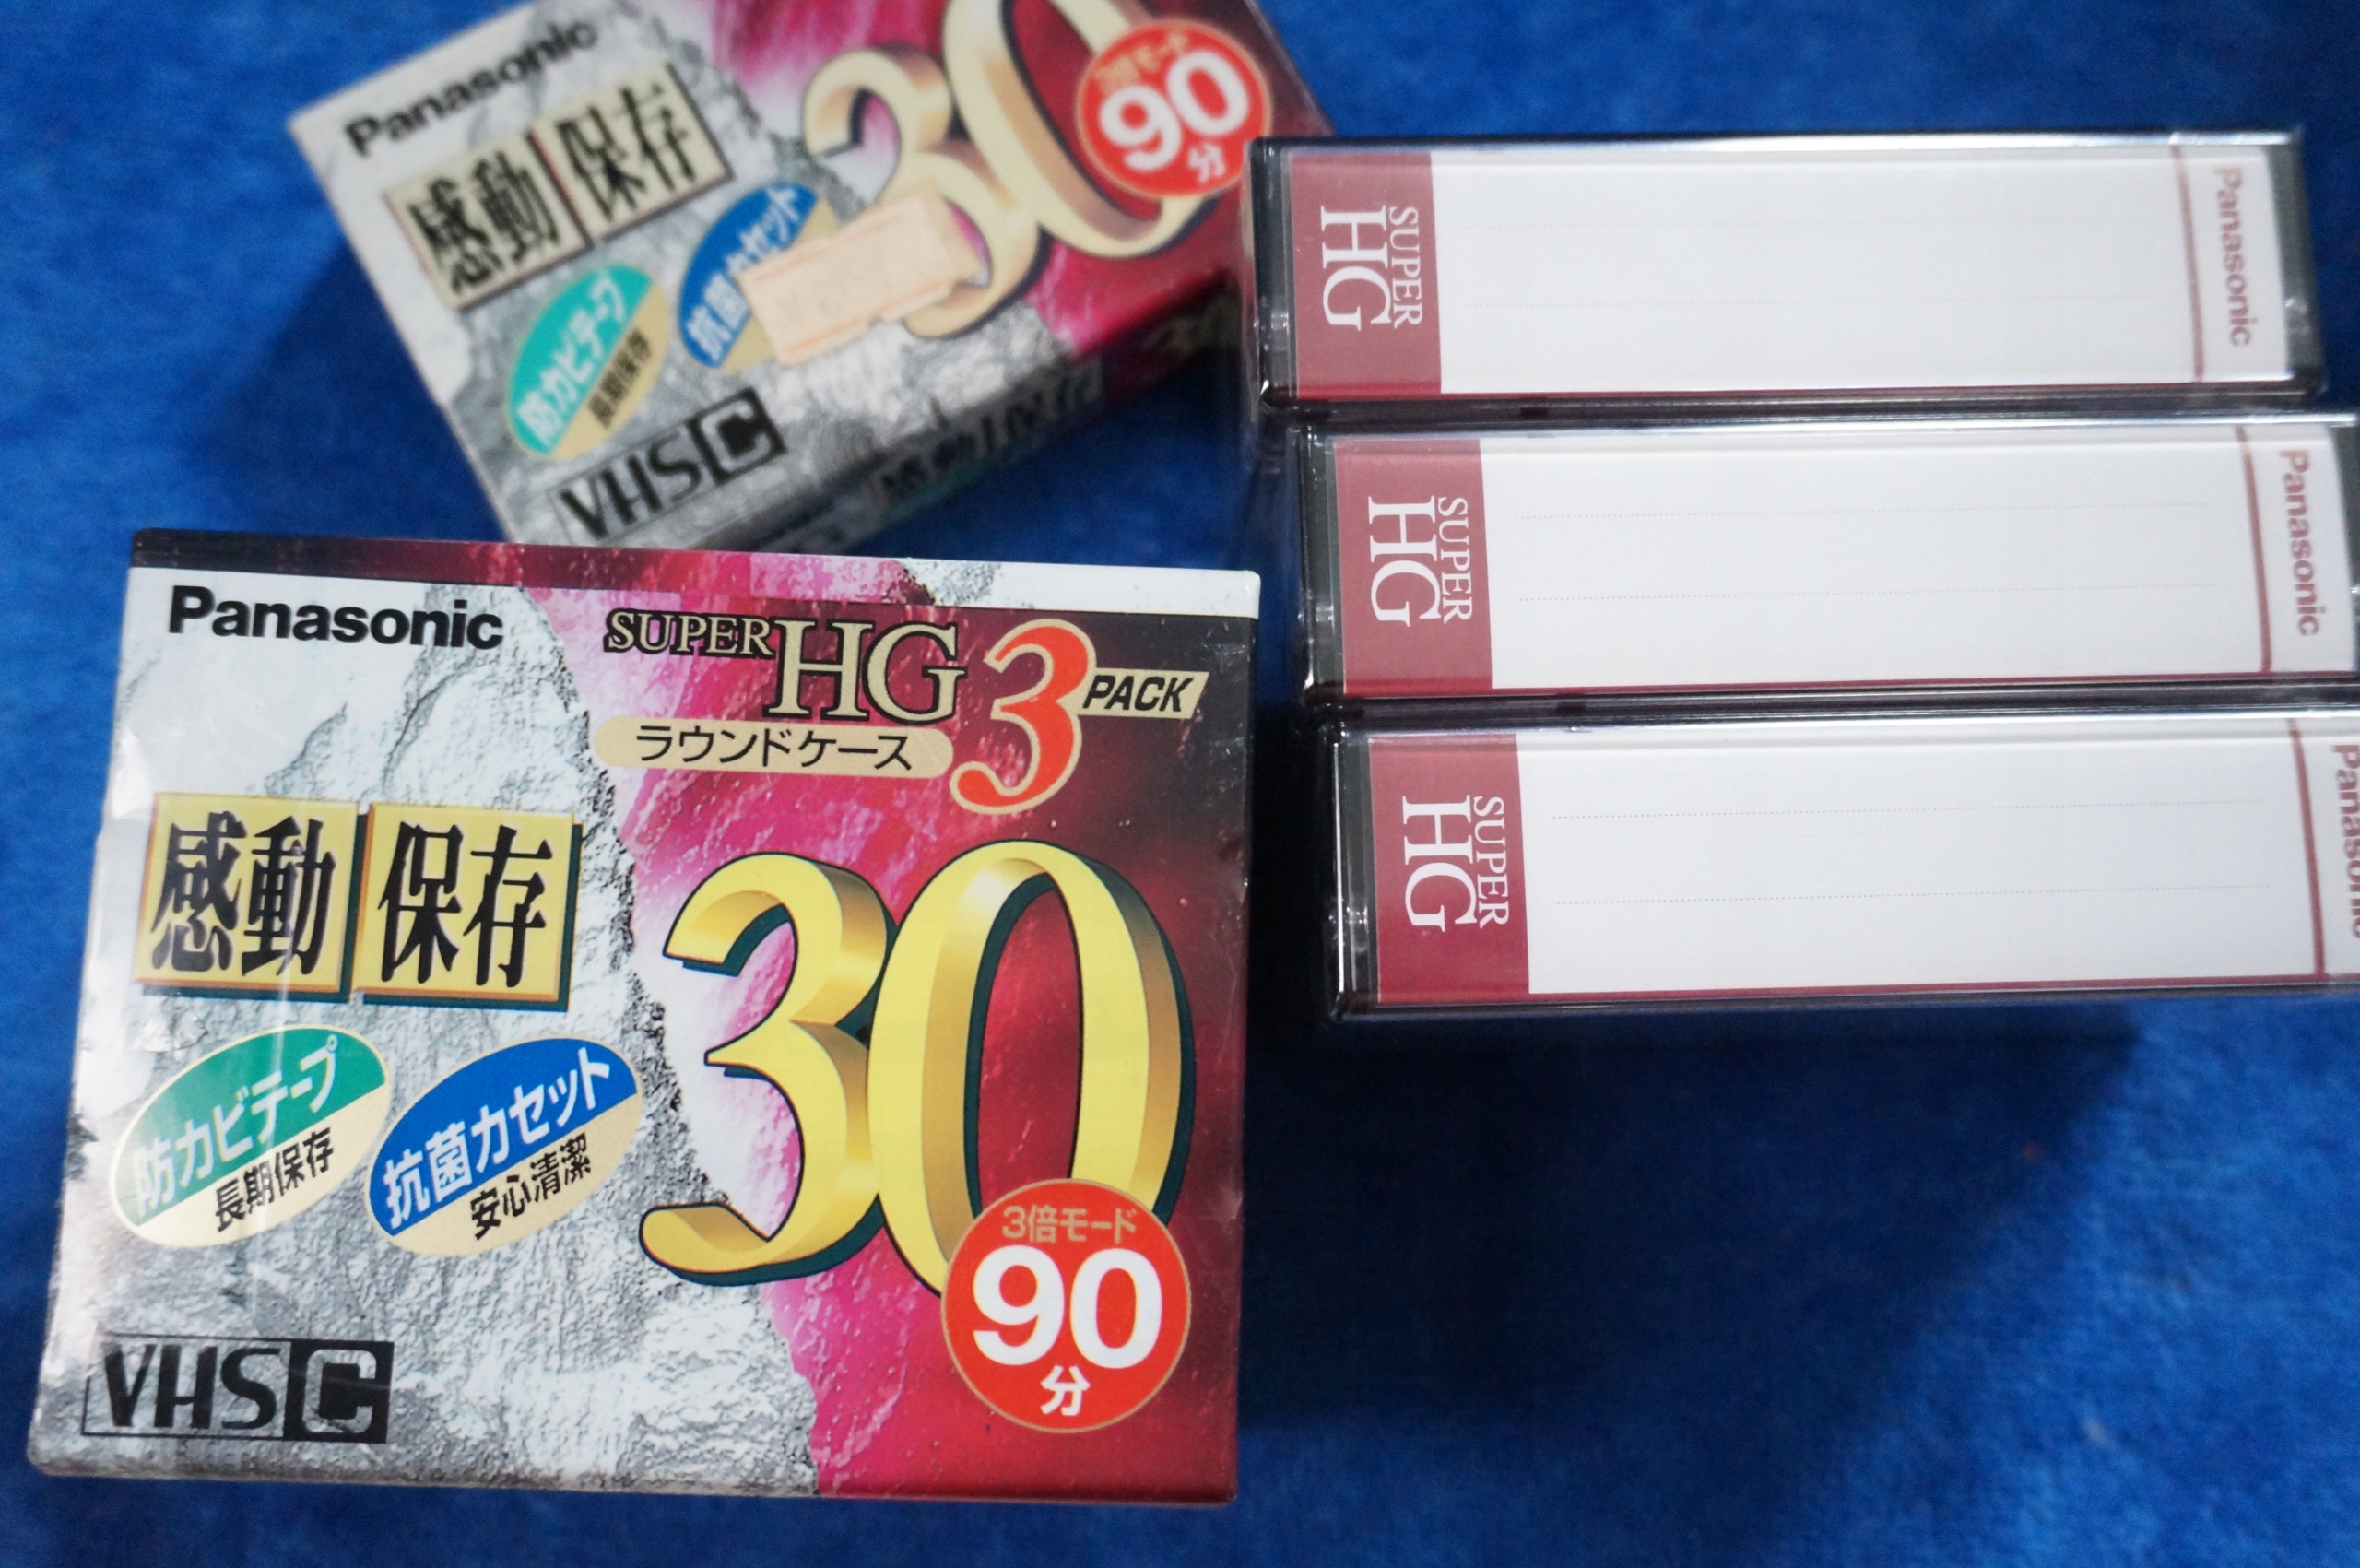 Panasonic
30
3倍モード
90
分
感動 保存
抗菌カセット
防カビテープ
長期保存
VHS C
Panasonic
SUPER HG 3 PACK
ラウンドケース
感動 保存
30
防カビテープ
長期保存
抗菌カセット
安心清潔
3倍モード
90
分
VHS C
SUPER
HG
Panasonic
SUPER
HG
Panasonic
SUPER
HG
Panasonic